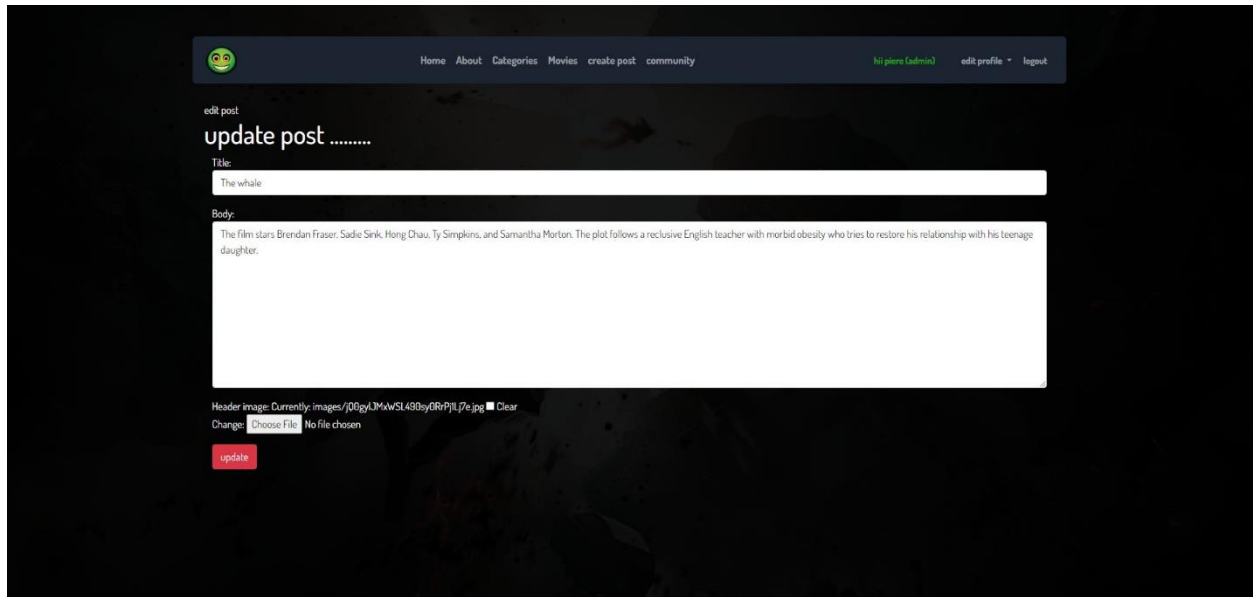 Home About Categories Movies create post community hii piere (admin) edit profile logout
edit post
update post .........
Title:
The whale
Body:
The film stars Brendan Fraser, Sadie Sink, Hong Chau, Ty Simpkins, and Samantha Morton. The plot follows a reclusive English teacher with morbid obesity who tries to restore his relationship with his teenage
daughter.
Header image: Currently: Clear
Change: Choose File No file chosen
update